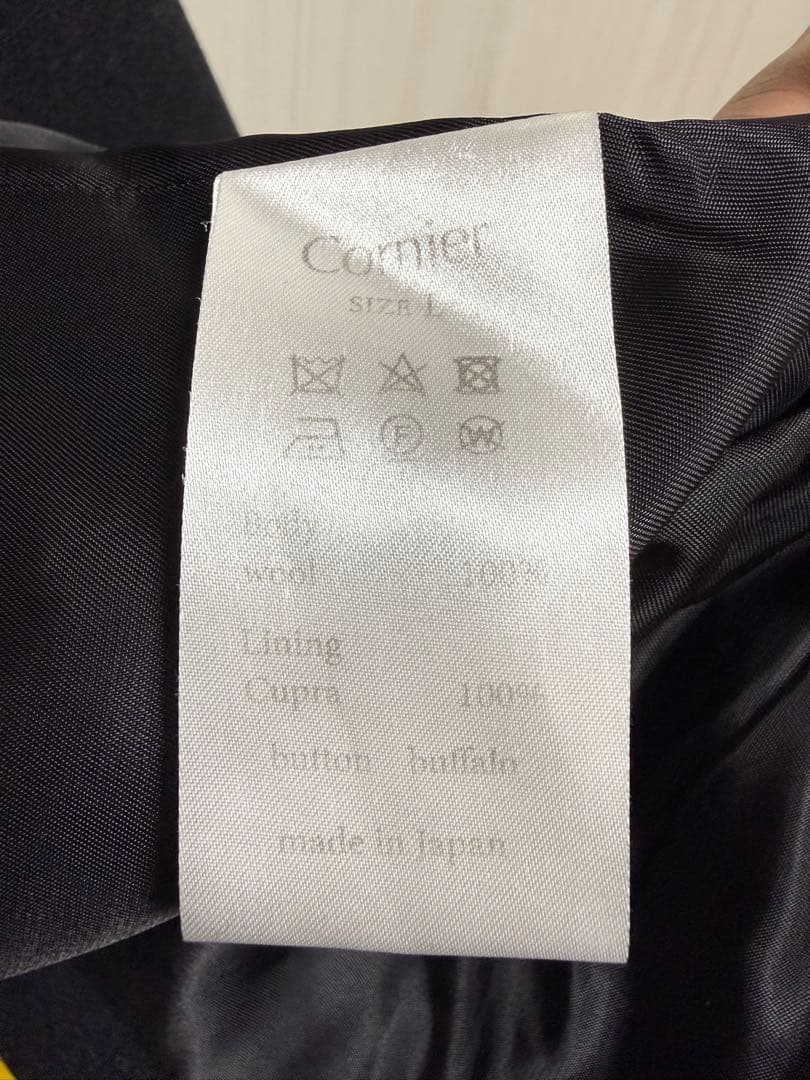 Cornier
SIZE L
F W
Body
wool 100%
Lining
Cupra 100%
button buffalo
made in Japan